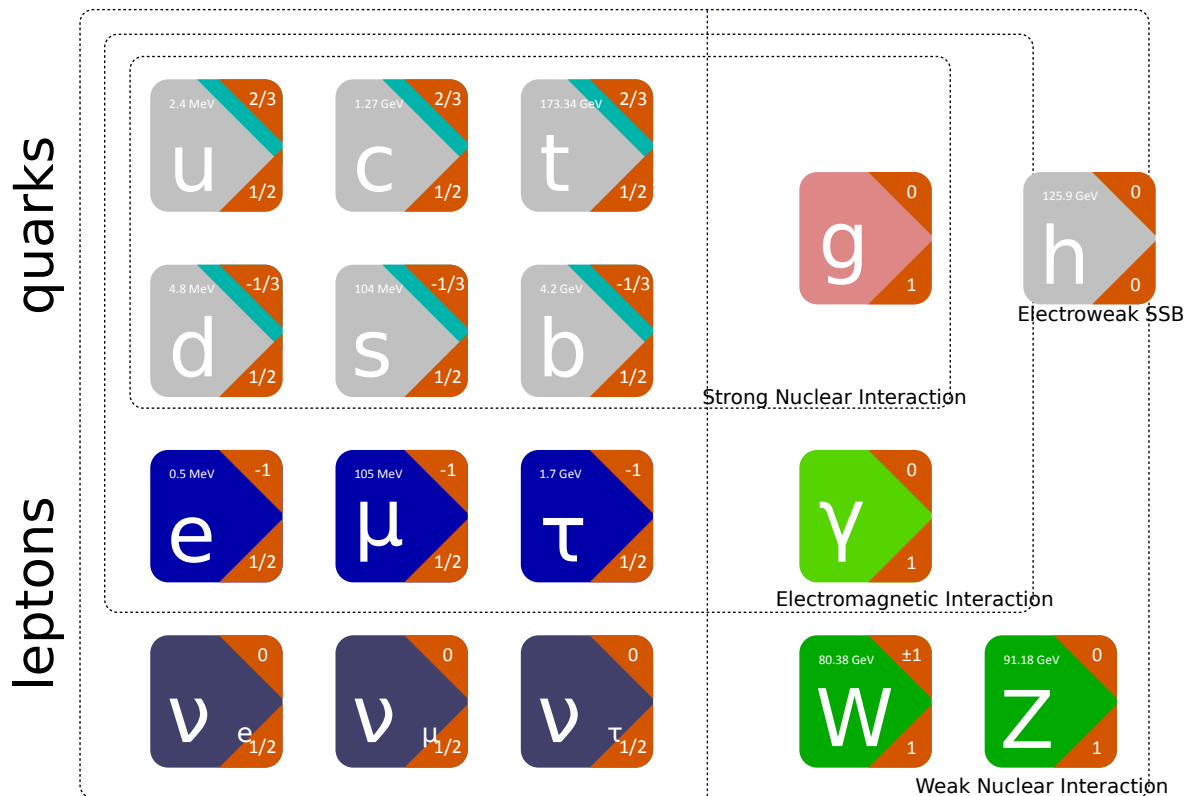 quarks
2.4 MeV 2/3
u
1/2
1.27 GeV 2/3
c
1/2
173.34 GeV 2/3
t
1/2
4.8 MeV -1/3
d
1/2
104 MeV -1/3
s
1/2
4.2 GeV -1/3
b
1/2
0
g
1
125.9 GeV 0
h
0
Electroweak SSB
Strong Nuclear Interaction
leptons
0.5 MeV -1
e
1/2
105 MeV -1
μ
1/2
1.7 GeV -1
τ
1/2
0
γ
1
Electromagnetic Interaction
0
ν e
1/2
0
ν μ
1/2
0
ν τ
1/2
80.38 GeV ±1
W
1
91.18 GeV 0
Z
1
Weak Nuclear Interaction